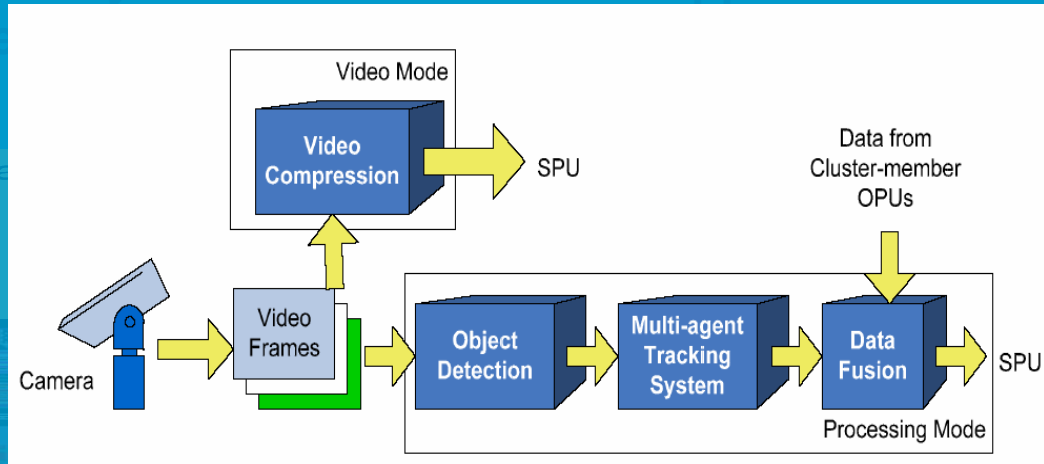 Video Mode
Video
Compression
SPU
Data from
Cluster-member
OPUs
Camera
Video
Frames
Object
Detection
Multi-agent
Tracking
System
Data
Fusion
SPU
Processing Mode